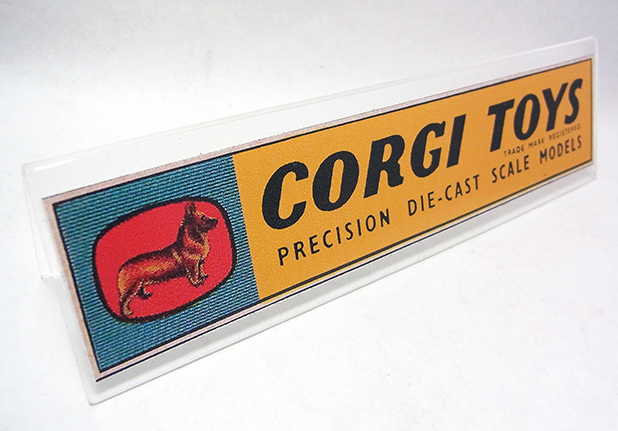 CORGI TOYS
TRADE MARK REGISTERED
PRECISION DIE-CAST SCALE MODELS